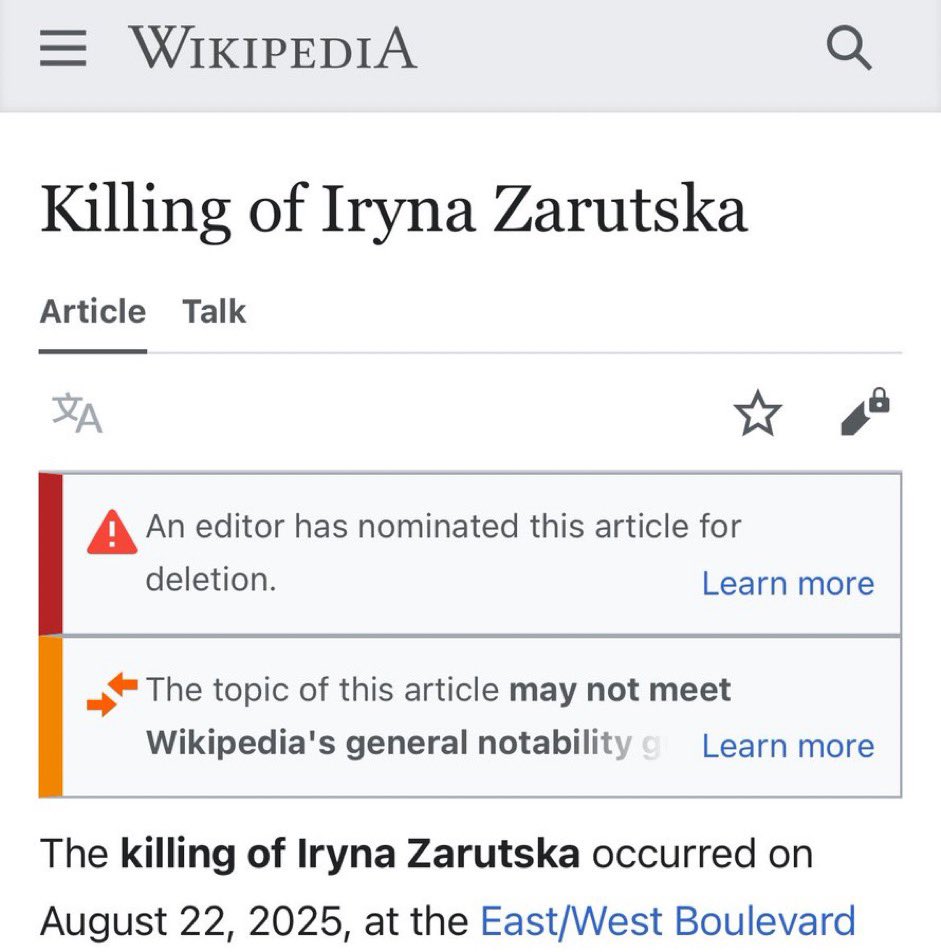 WIKIPEDIA
Killing of Iryna Zarutska
Article Talk
文A
An editor has nominated this article for
deletion. Learn more
The topic of this article may not meet
Wikipedia's general notability g Learn more
The killing of Iryna Zarutska occurred on
August 22, 2025, at the East/West Boulevard